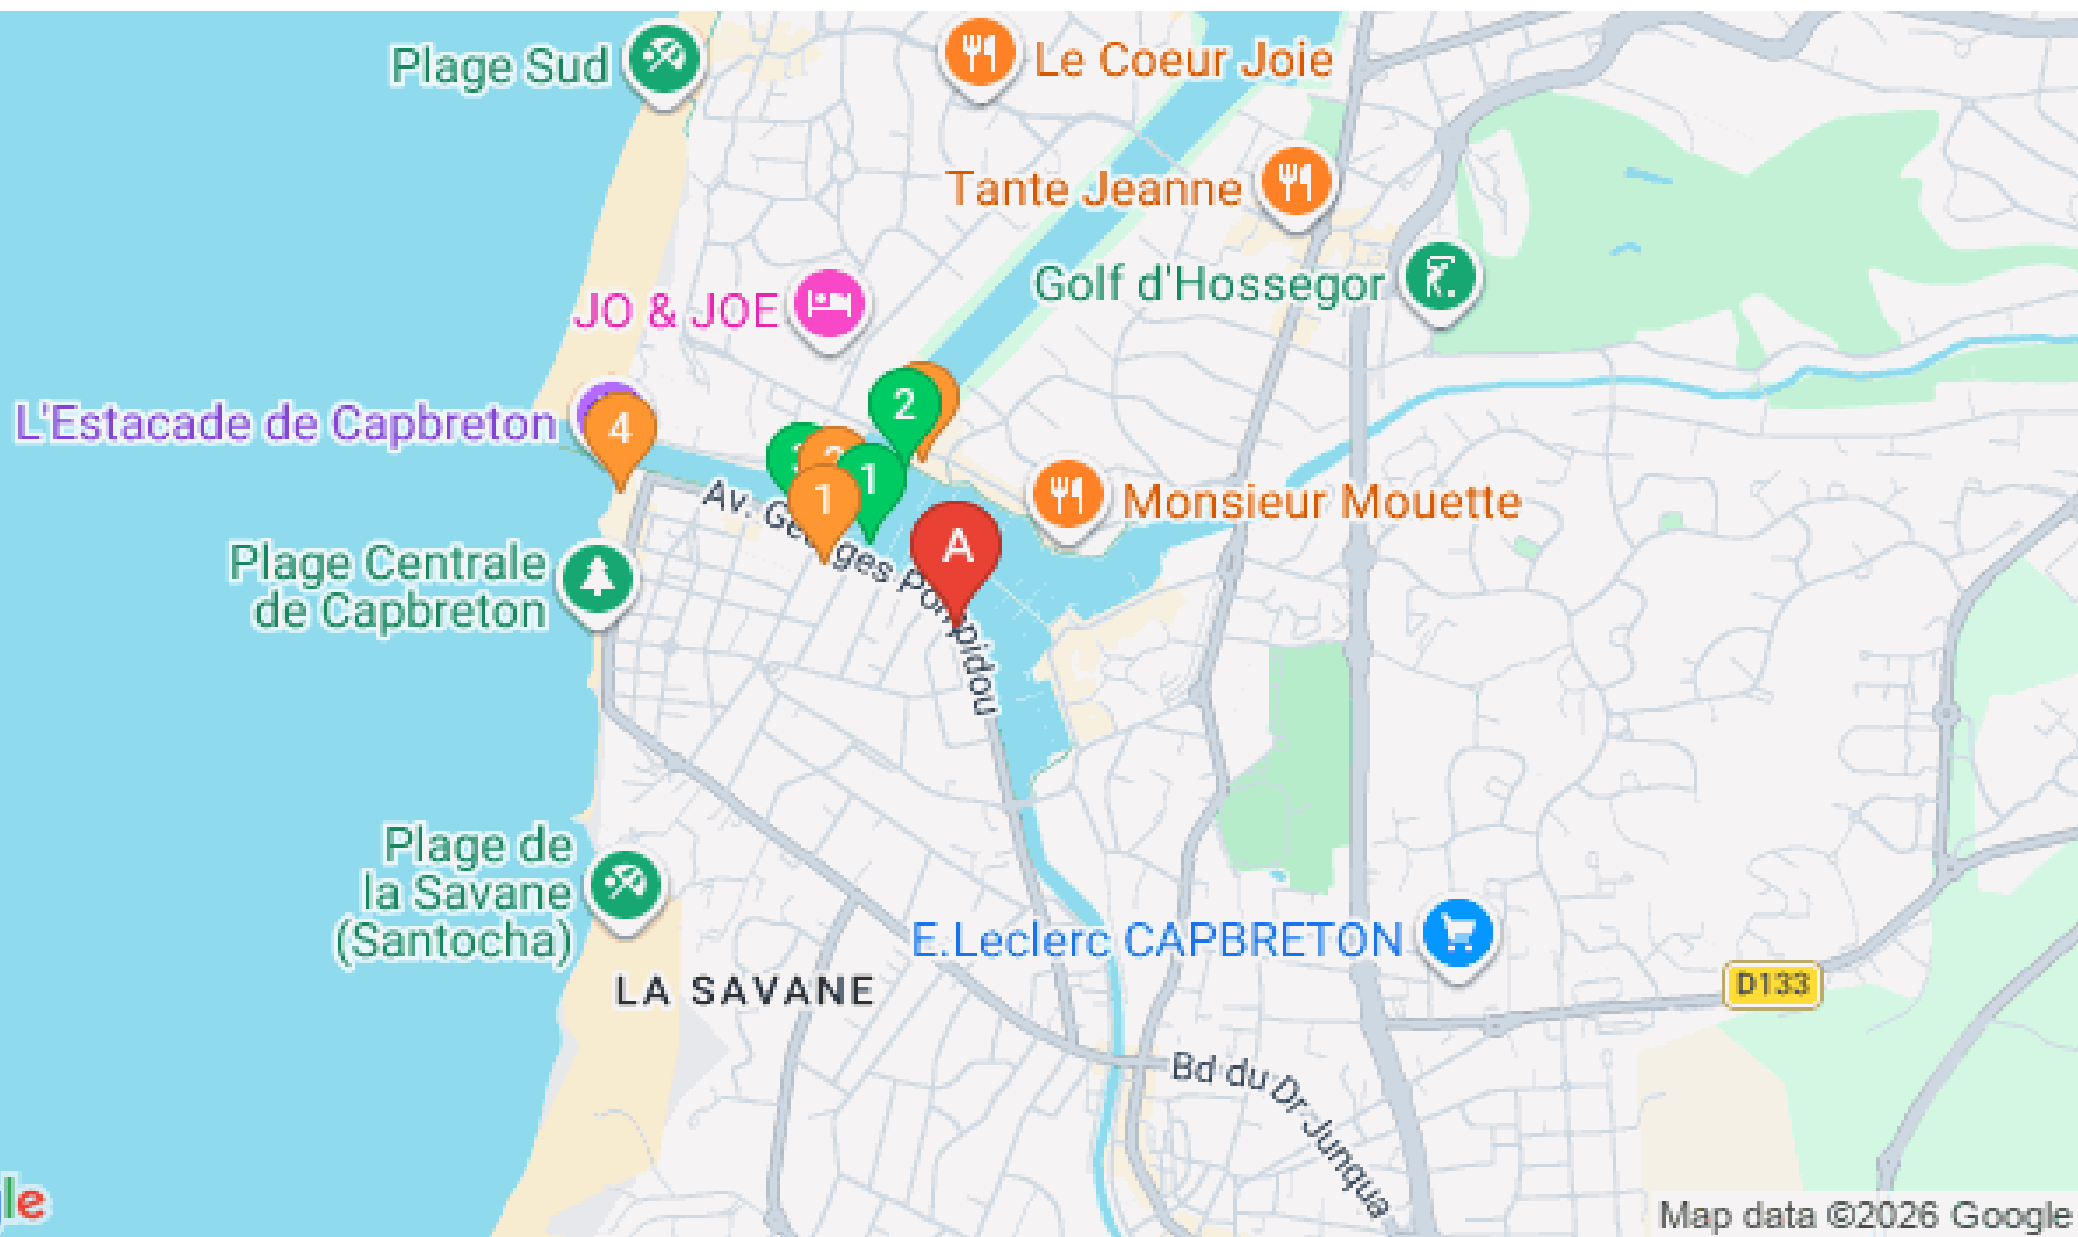 Plage Sud
Le Coeur Joie
Tante Jeanne
Golf d'Hossegor
JO & JOE
2
L'Estacade de Capbreton
4
1
1
Av. Georges Pompidou
A
Monsieur Mouette
Plage Centrale
de Capbreton
Plage de
la Savane
(Santocha)
E.Leclerc CAPBRETON
LA SAVANE
D133
Bd du Dr Junqua
le
Map data ©2026 Google